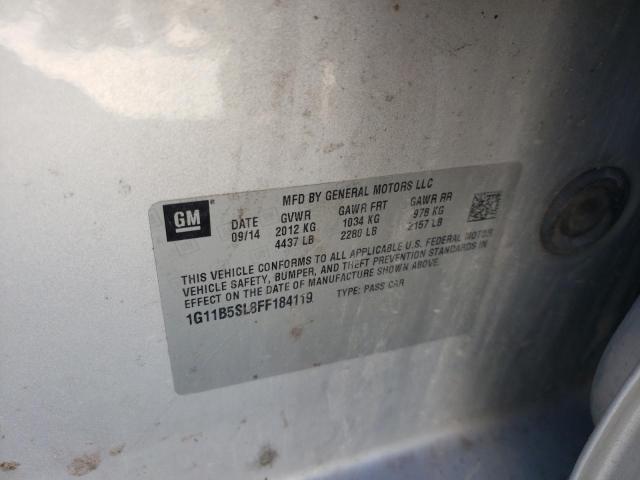 MFD BY GENERAL MOTORS LLC
GM
DATE GVWR GAWR FRT GAWR RR
09/14 2012 KG 1034 KG 978 KG
4437 LB 2280 LB 2157 LB
THIS VEHICLE CONFORMS TO ALL APPLICABLE U.S. FEDERAL MOTOR
VEHICLE SAFETY, BUMPER, AND THEFT PREVENTION STANDARDS IN
EFFECT ON THE DATE OF MANUFACTURE SHOWN ABOVE.
1G11B5SL8FF184119 TYPE: PASS CAR